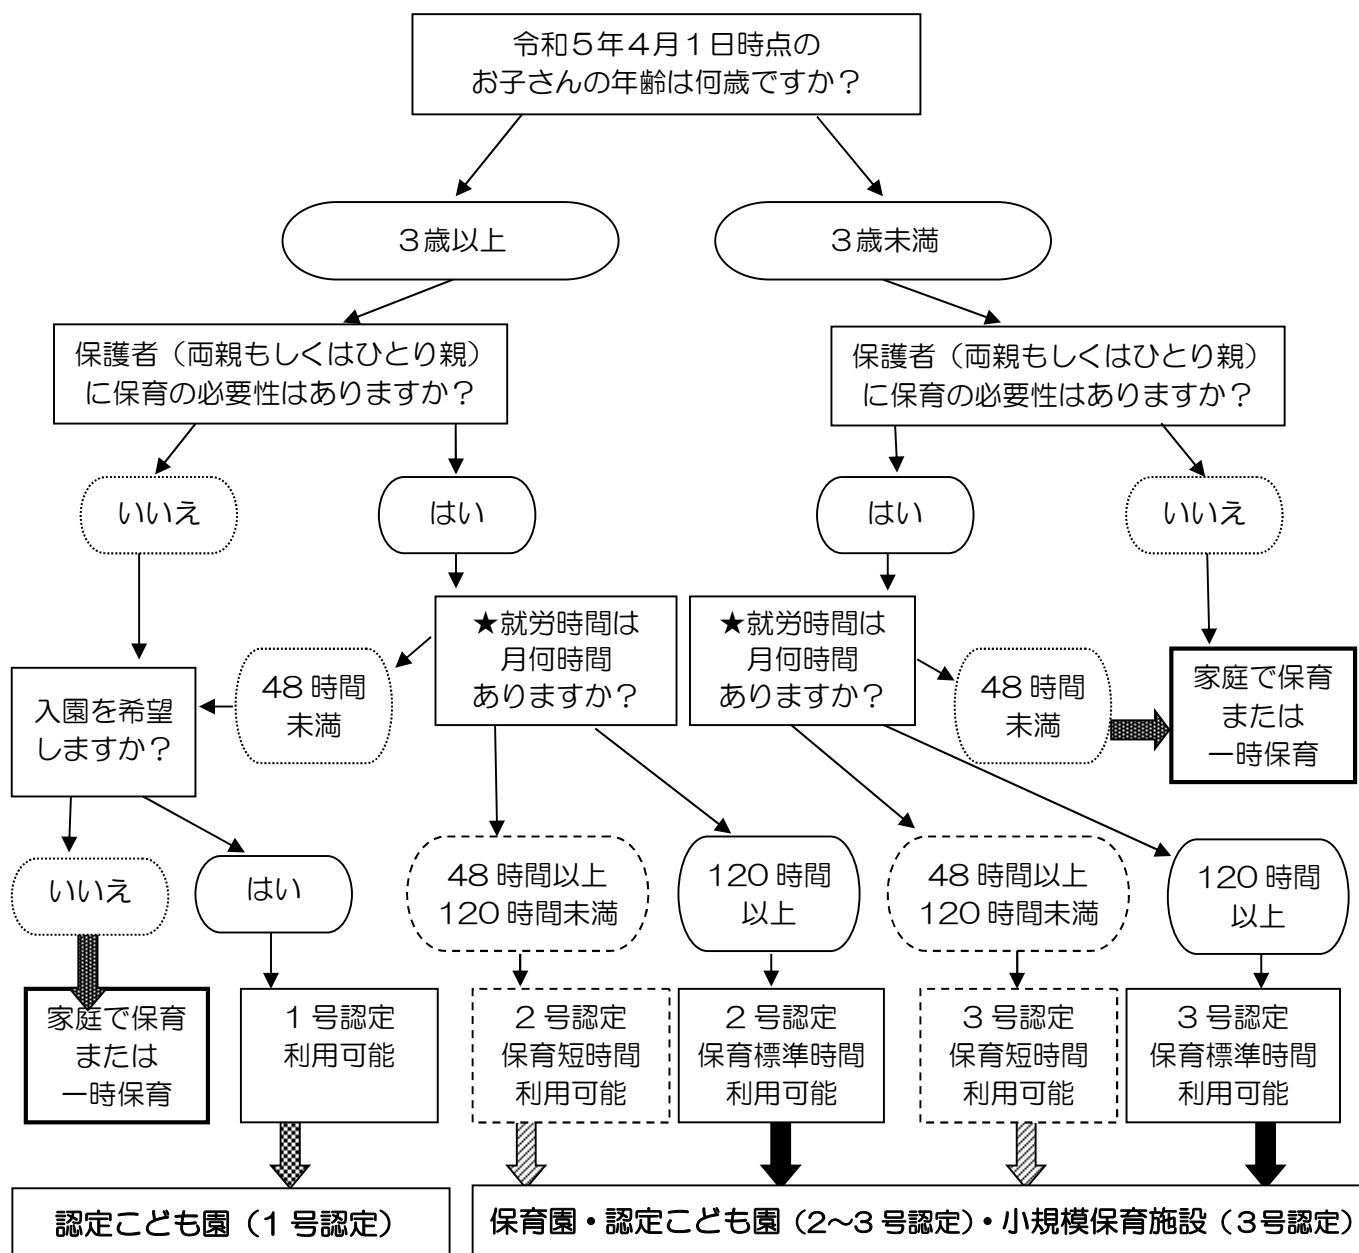 令和５年４月１日時点の
お子さんの年齢は何歳ですか？
３歳以上
３歳未満
保護者（両親もしくはひとり親）
に保育の必要性はありますか？
保護者（両親もしくはひとり親）
に保育の必要性はありますか？
いいえ
はい
はい
いいえ
★就労時間は
月何時間
ありますか？
★就労時間は
月何時間
ありますか？
48 時間
未満
48 時間
未満
家庭で保育
または
一時保育
入園を希望
しますか？
いいえ
はい
48 時間以上
120 時間未満
120 時間
以上
48 時間以上
120 時間未満
120 時間
以上
家庭で保育
または
一時保育
1 号認定
利用可能
2 号認定
保育短時間
利用可能
2 号認定
保育標準時間
利用可能
3 号認定
保育短時間
利用可能
3 号認定
保育標準時間
利用可能
認定こども園（1 号認定）
保育園・認定こども園（2～3 号認定）・小規模保育施設（３号認定）